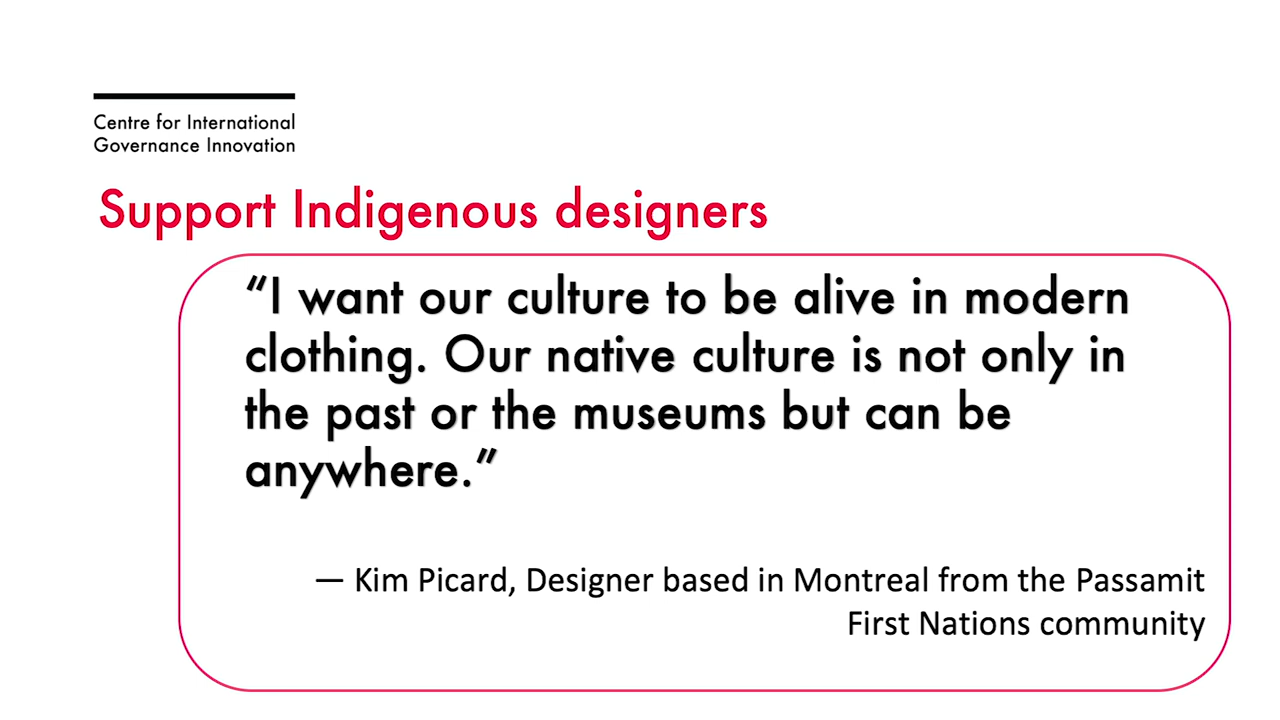 Centre for International
Governance Innovation
Support Indigenous designers
“I want our culture to be alive in modern
clothing. Our native culture is not only in
the past or the museums but can be
anywhere.”
— Kim Picard, Designer based in Montreal from the Passamit
First Nations community